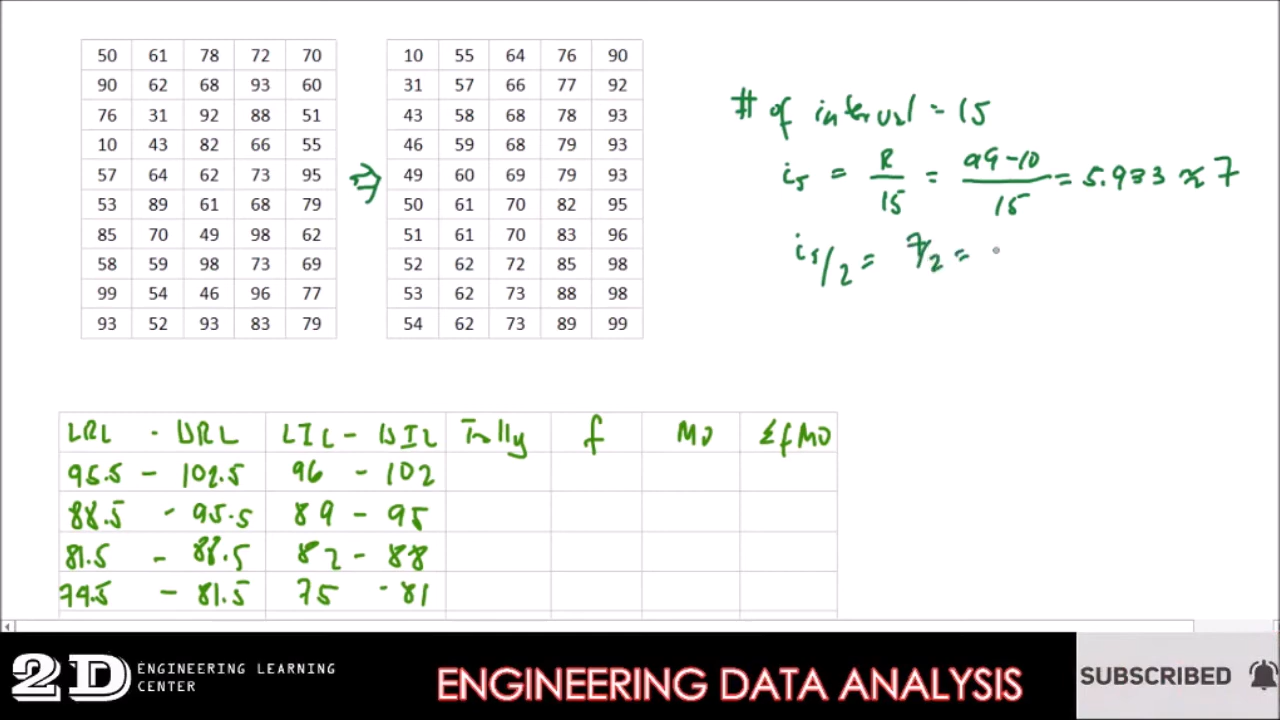 50 61 78 72 70
90 62 68 93 60
76 31 92 88 51
10 43 82 66 55
57 64 62 73 95
53 89 61 68 79
85 70 49 98 62
58 59 98 73 69
99 54 46 96 77
93 52 93 83 79
⇒
10 55 64 76 90
31 57 66 77 92
43 58 68 78 93
46 59 68 79 93
49 60 69 79 93
50 61 70 82 95
51 61 70 83 96
52 62 72 85 98
53 62 73 88 98
54 62 73 89 99
# of interval = 15
is = R/15 = 99-10/15 = 5.933 ≈ 7
is/2 = 7/2 =
LRL - URL LIL - UIL Tally f Mo ΣfMo
95.5 - 102.5 96 - 102
88.5 - 95.5 89 - 95
81.5 - 88.5 82 - 88
74.5 - 81.5 75 - 81
2D ENGINEERING LEARNING
CENTER
ENGINEERING DATA ANALYSIS
SUBSCRIBED